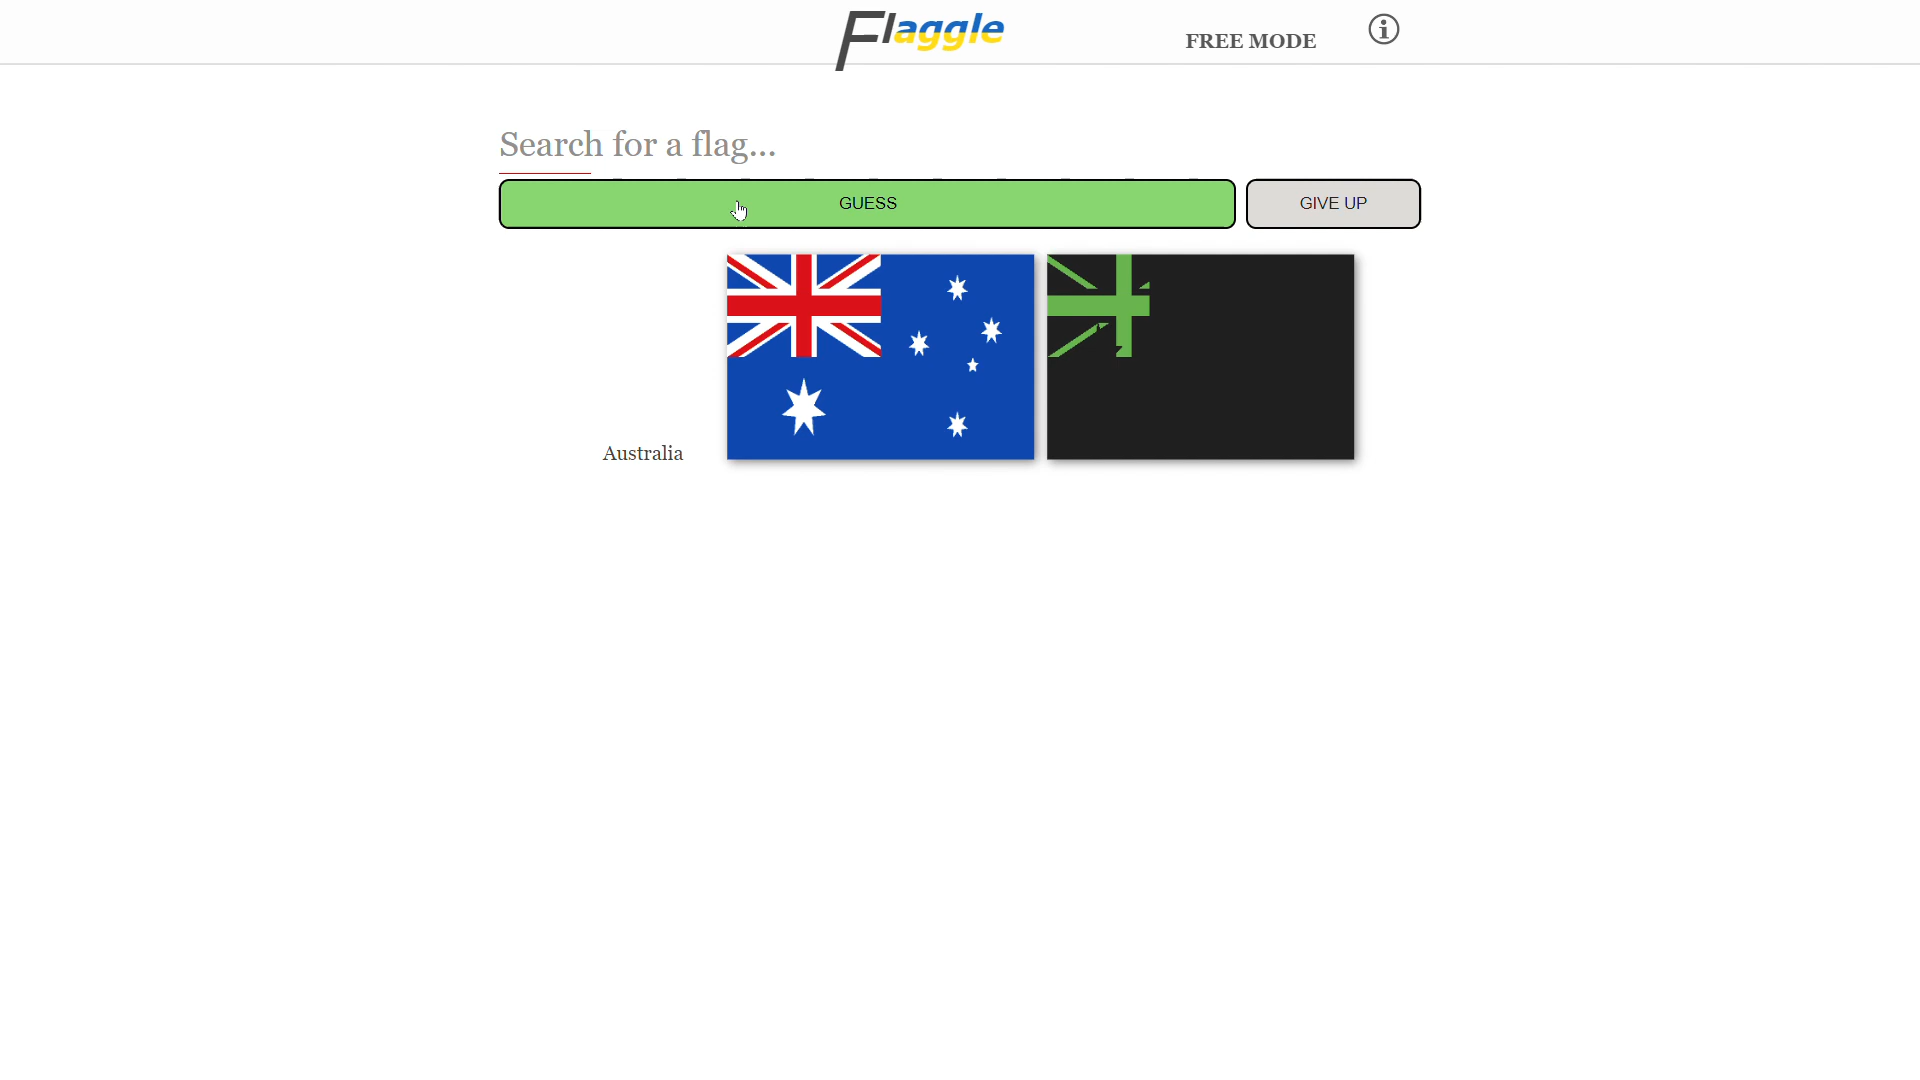 Flaggle
FREE MODE
Search for a flag...
GUESS
GIVE UP
Australia